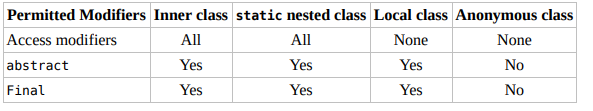 Permitted Modifiers Inner class static nested class Local class Anonymous class
Access modifiers All All None None
abstract Yes Yes Yes No
Final Yes Yes Yes No